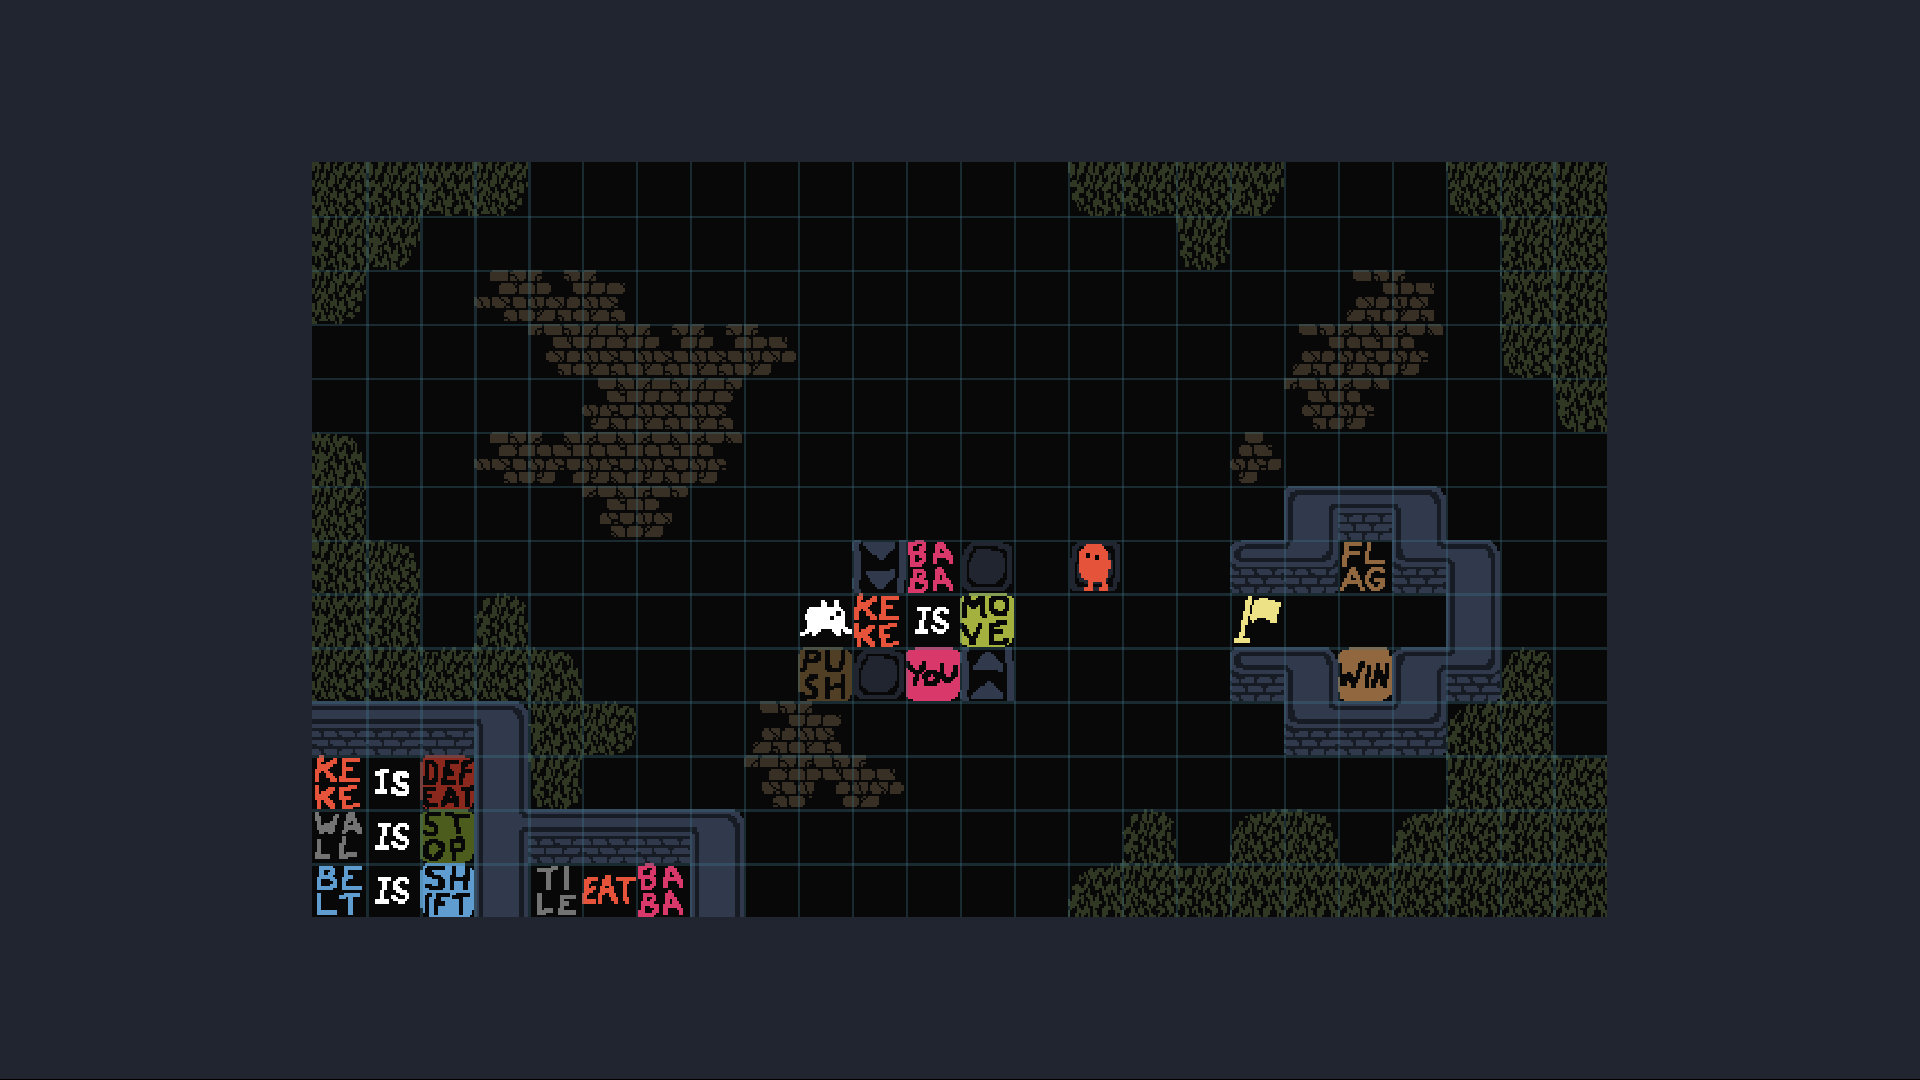 BABA
FLAG
KEKE IS MOVE
PUSH YOU
WIN
KEKE IS DEFEAT
WALL IS STOP
BELT IS SHIFT
TILE EAT BABA